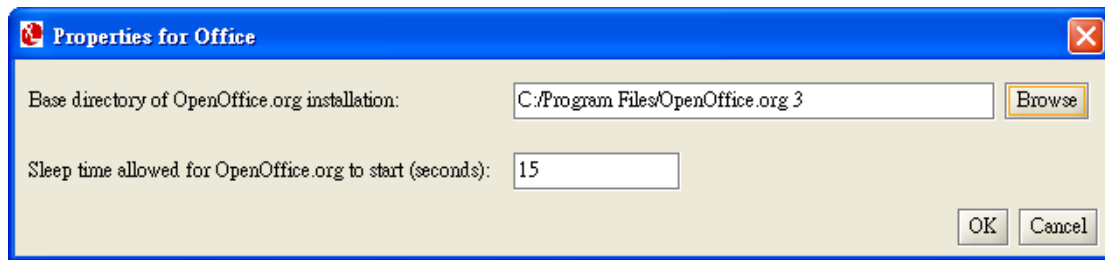 Properties for Office
Base directory of OpenOffice.org installation: C:/Program Files/OpenOffice.org 3 Browse
Sleep time allowed for OpenOffice.org to start (seconds): 15
OK Cancel